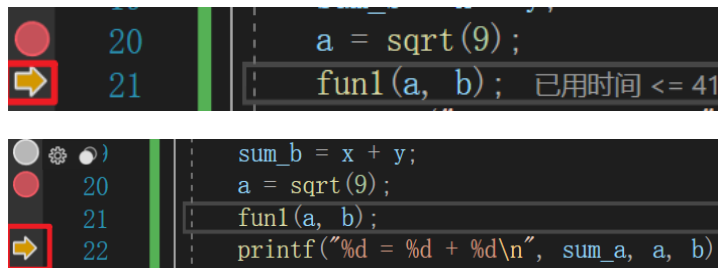 20 a = sqrt(9);
21 fun1(a, b); 已用时间 <= 41
sum_b = x + y;
20 a = sqrt(9);
21 fun1(a, b);
22 printf("%d = %d + %d\n", sum_a, a, b)